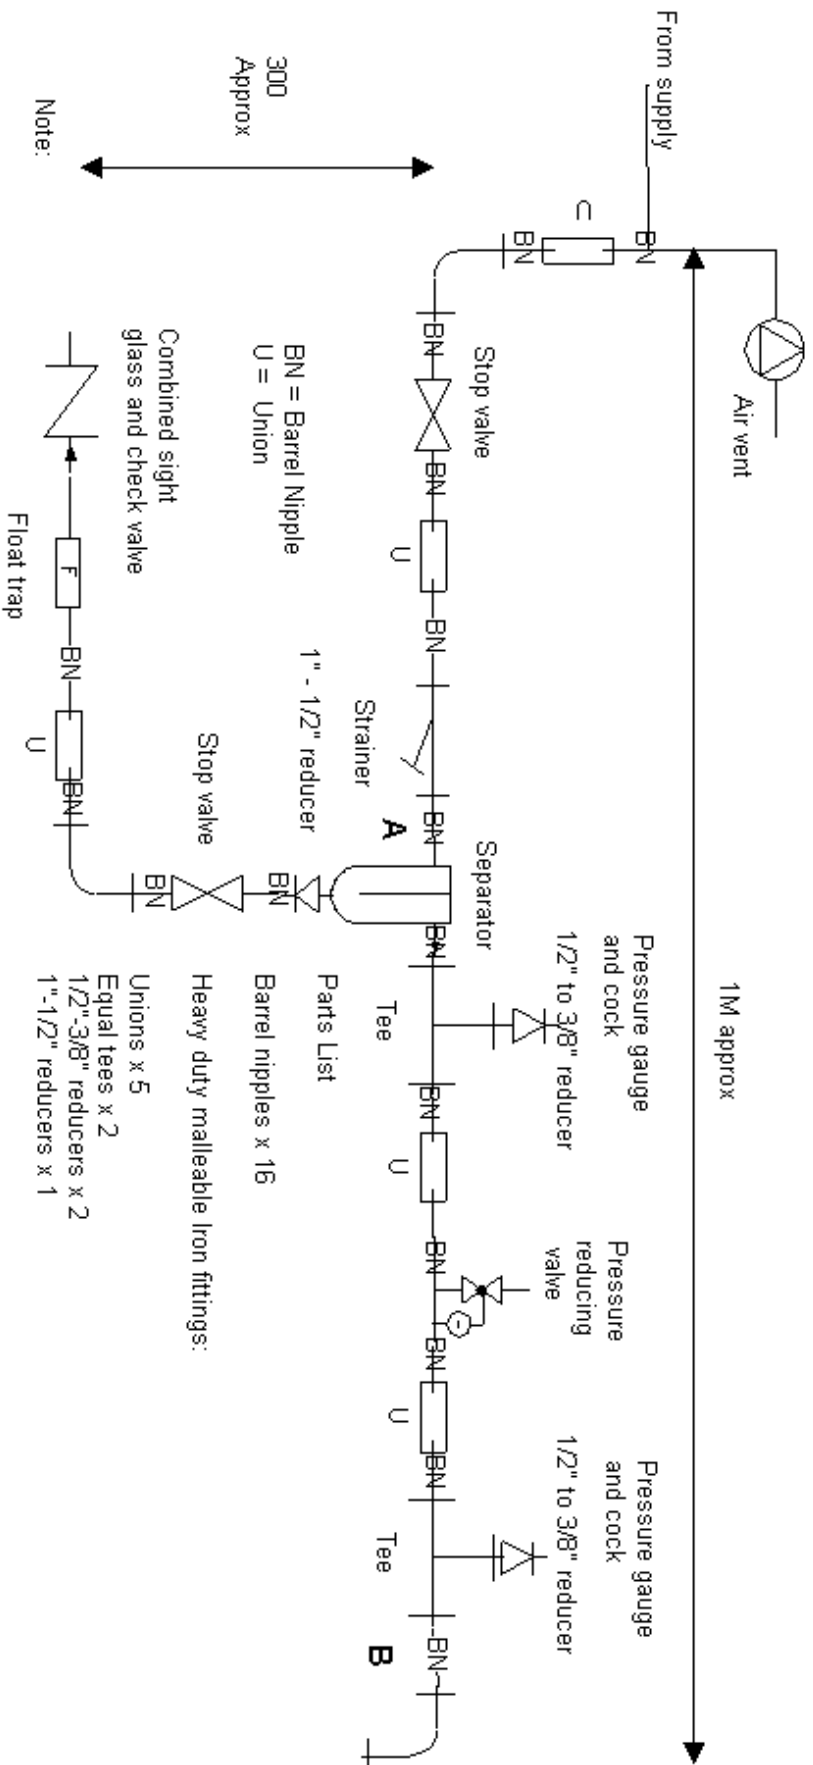 From supply
Air vent
1M approx
300
Approx
Note:
U
BN
BN
BN
Stop valve
BN
U
BN
Strainer
BN
A
Separator
BN
Tee
Pressure gauge
and cock
1/2" to 3/8" reducer
BN
U
BN
Pressure
reducing
valve
BN
U
BN
Tee
Pressure gauge
and cock
1/2" to 3/8" reducer
BN
B
BN = Barrel Nipple
U = Union
1" - 1/2" reducer
BN
Stop valve
BN
BN
U
BN
F
Float trap
Combined sight
glass and check valve
Parts List
Barrel nipples x 16
Heavy duty malleable Iron fittings:
Unions x 5
Equal tees x 2
1/2"-3/8" reducers x 2
1"-1/2" reducers x 1